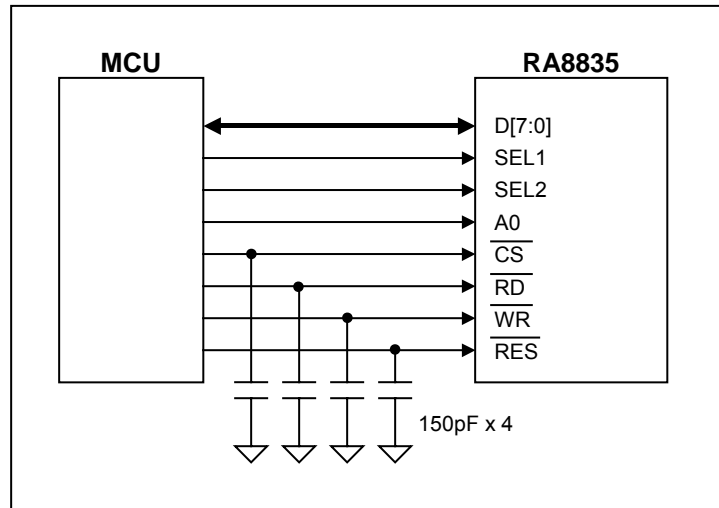 MCU
RA8835
D[7:0]
SEL1
SEL2
A0
CS
RD
WR
RES
150pF x 4